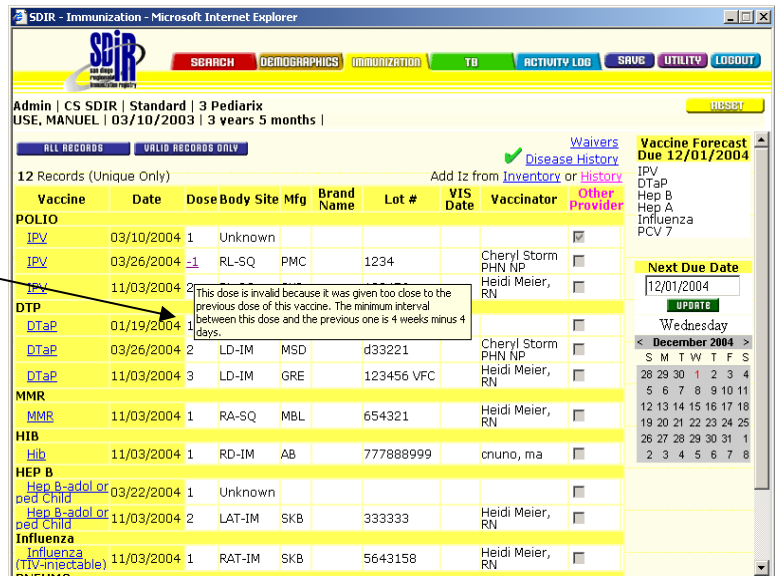 SDIR - Immunization - Microsoft Internet Explorer
SDIR
san diego
regional
immunization registry
SEARCH DEMOGRAPHICS IMMUNIZATION TB ACTIVITY LOG SAVE UTILITY LOGOUT
Admin | CS SDIR | Standard | 3 Pediarix
USE, MANUEL | 03/10/2003 | 3 years 5 months |
RESET
ALL RECORDS VALID RECORDS ONLY
Waivers
Disease History
12 Records (Unique Only) Add Iz from Inventory or History
Vaccine Date Dose Body Site Mfg Brand Name Lot # VIS Date Vaccinator Other Provider
POLIO
IPV 03/10/2004 1 Unknown
IPV 03/26/2004 -1 RL-SQ PMC 1234 Cheryl Storm PHN NP
IPV 11/03/2004 2 Heidi Meier, RN
This dose is invalid because it was given too close to the
previous dose of this vaccine. The minimum interval
between this dose and the previous one is 4 weeks minus 4
days.
DTP
DTaP 01/19/2004 1
DTaP 03/26/2004 2 LD-IM MSD d33221 Cheryl Storm PHN NP
DTaP 11/03/2004 3 LD-IM GRE 123456 VFC Heidi Meier, RN
MMR
MMR 11/03/2004 1 RA-SQ MBL 654321 Heidi Meier, RN
HIB
Hib 11/03/2004 1 RD-IM AB 777888999 cnuno, ma
HEP B
Hep B-adol or ped Child 03/22/2004 1 Unknown
Hep B-adol or ped Child 11/03/2004 2 LAT-IM SKB 333333 Heidi Meier, RN
Influenza
Influenza (TIV-injectable) 11/03/2004 1 RAT-IM SKB 5643158 Heidi Meier, RN
Vaccine Forecast
Due 12/01/2004
IPV
DTaP
Hep B
Hep A
Influenza
PCV 7
Next Due Date
12/01/2004
UPDATE
Wednesday
< December 2004 >
S M T W T F S
28 29 30 1 2 3 4
5 6 7 8 9 10 11
12 13 14 15 16 17 18
19 20 21 22 23 24 25
26 27 28 29 30 31 1
2 3 4 5 6 7 8